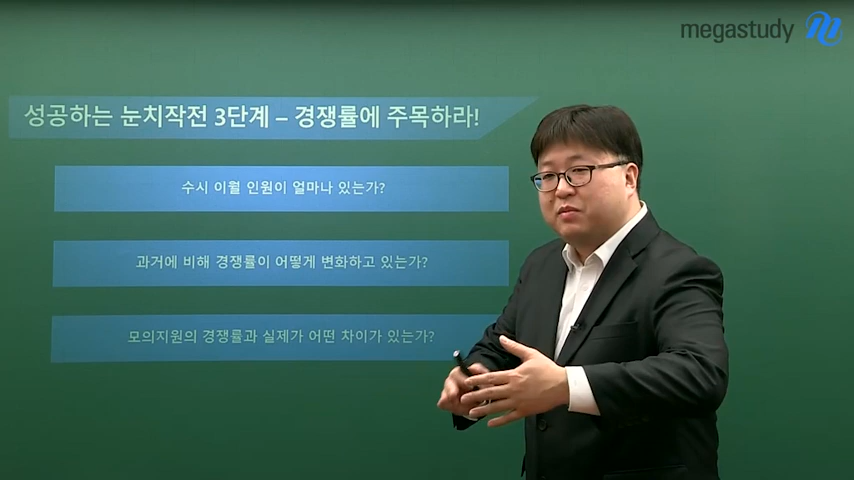 megastudy
성공하는 눈치작전 3단계 – 경쟁률에 주목하라!
수시 이월 인원이 얼마나 있는가?
과거에 비해 경쟁률이 어떻게 변화하고 있는가?
모의지원의 경쟁률과 실제가 어떤 차이가 있는가?